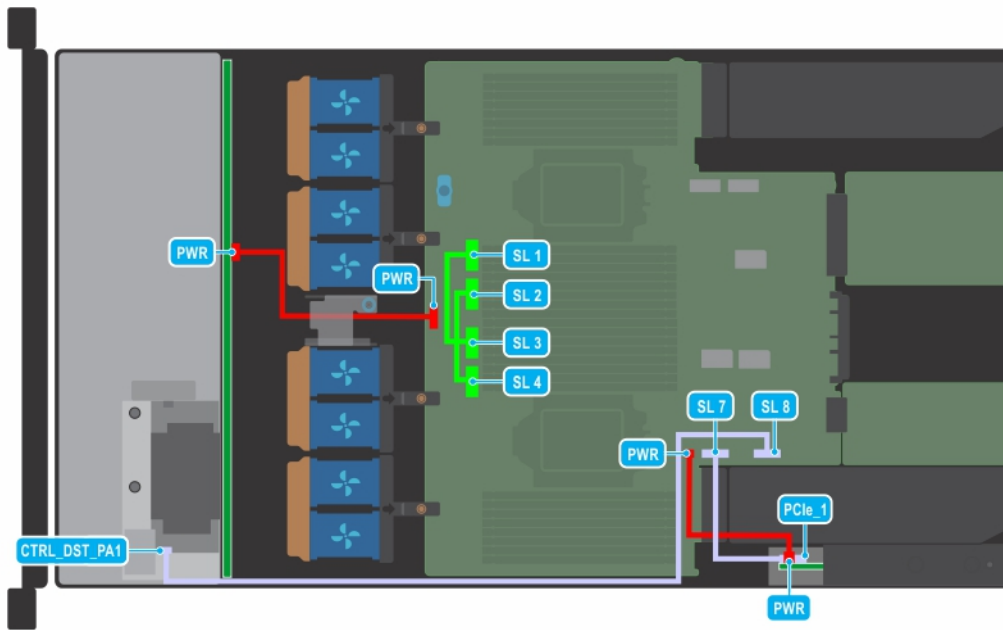 PWR
PWR
SL 1
SL 2
SL 3
SL 4
SL 7
SL 8
PWR
PCIe_1
CTRL_DST_PA1
PWR